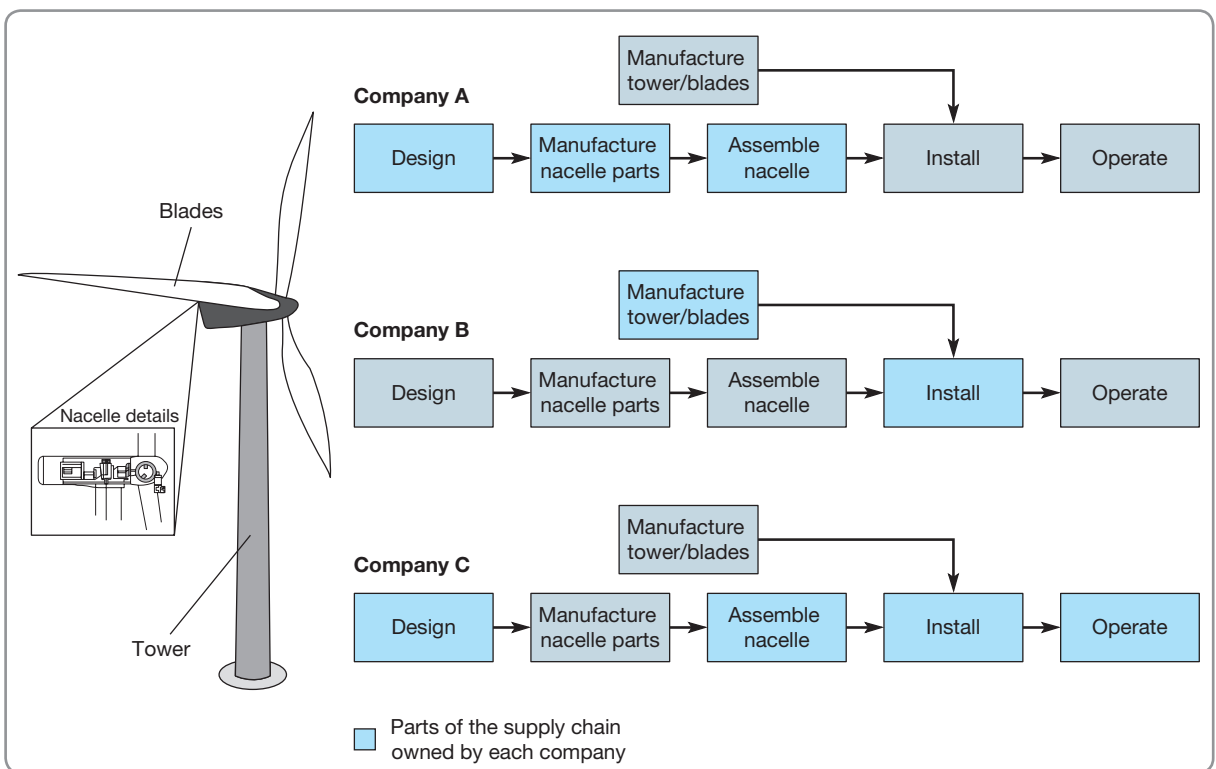 Blades
Nacelle details
Tower
Company A
Manufacture
tower/blades
Design
Manufacture
nacelle parts
Assemble
nacelle
Install
Operate
Company B
Manufacture
tower/blades
Design
Manufacture
nacelle parts
Assemble
nacelle
Install
Operate
Company C
Manufacture
tower/blades
Design
Manufacture
nacelle parts
Assemble
nacelle
Install
Operate
Parts of the supply chain
owned by each company